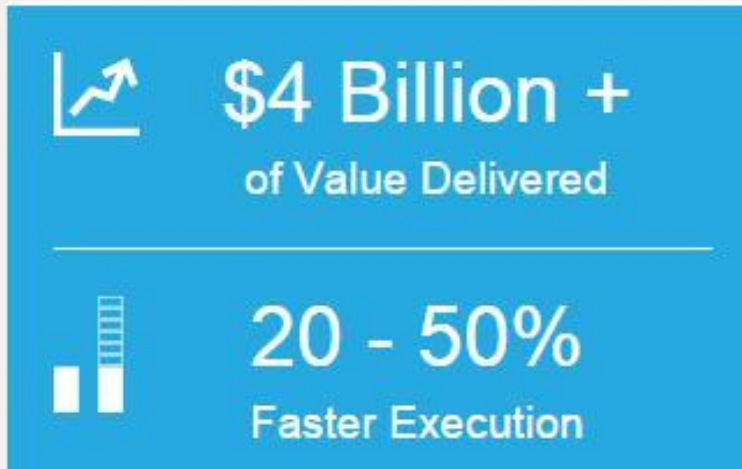 $4 Billion +
of Value Delivered
20 - 50%
Faster Execution